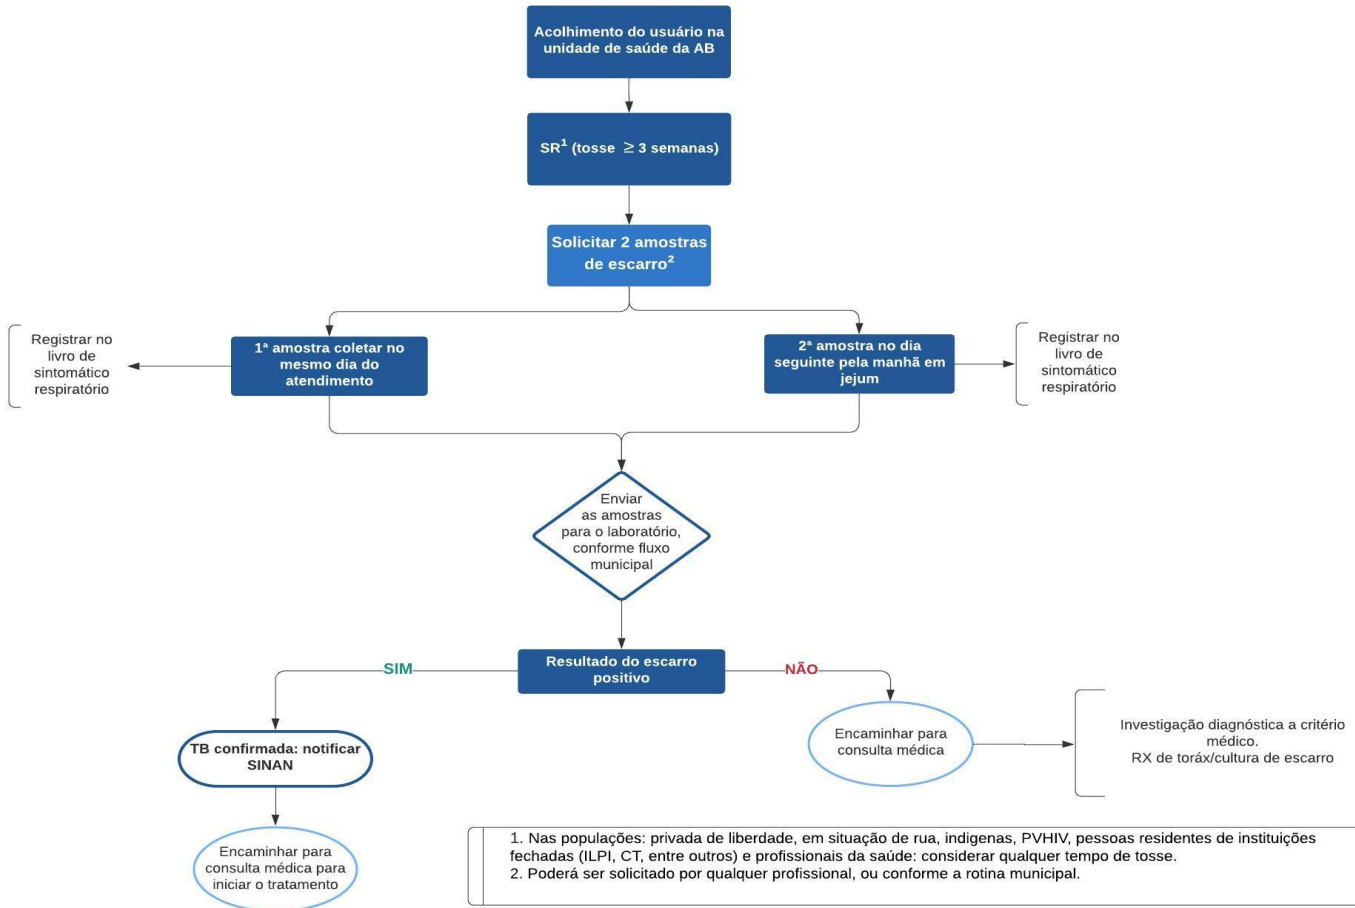 Acolhimento do usuário na
unidade de saúde da AB
SR¹ (tosse ≥ 3 semanas)
Solicitar 2 amostras
de escarro²
Registrar no
livro de
sintomático
respiratório
1ª amostra coletar no
mesmo dia do
atendimento
2ª amostra no dia
seguinte pela manhã em
jejum
Registrar no
livro de
sintomático
respiratório
Enviar
as amostras
para o laboratório,
conforme fluxo
municipal
Resultado do escarro
positivo
SIM
NÃO
TB confirmada: notificar
SINAN
Encaminhar para
consulta médica
Investigação diagnóstica a critério
médico.
RX de toráx/cultura de escarro
Encaminhar para
consulta médica para
iniciar o tratamento
1. Nas populações: privada de liberdade, em situação de rua, indigenas, PVHIV, pessoas residentes de instituições
fechadas (ILPI, CT, entre outros) e profissionais da saúde: considerar qualquer tempo de tosse.
2. Poderá ser solicitado por qualquer profissional, ou conforme a rotina municipal.